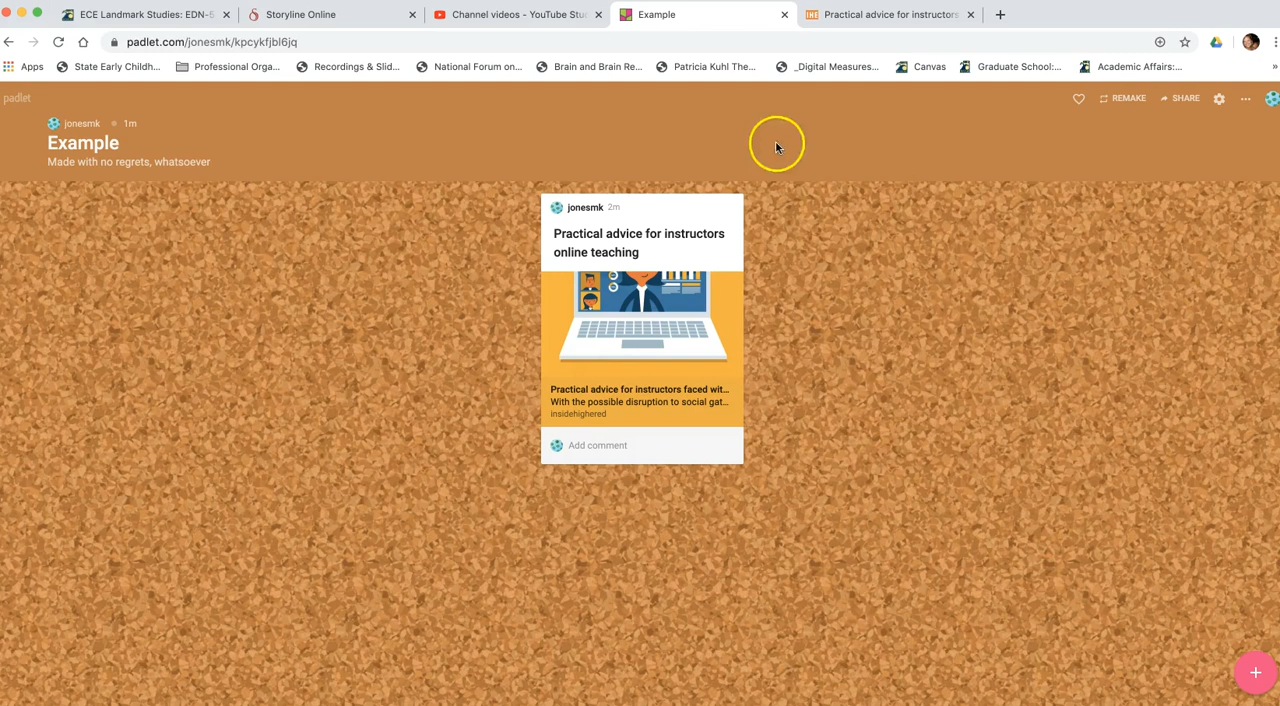 ECE Landmark Studies: EDN-5
Storyline Online
Channel videos - YouTube Stu
Example
Practical advice for instructors
padlet.com/jonesmk/kpcykfjbl6jq
Apps
State Early Childh...
Professional Orga...
Recordings & Slid...
National Forum on...
Brain and Brain Re...
Patricia Kuhl The...
_Digital Measures...
Canvas
Graduate School:...
Academic Affairs:...
»
padlet
REMAKE
SHARE
jonesmk 1m
Example
Made with no regrets, whatsoever
jonesmk 2m
Practical advice for instructors
online teaching
Practical advice for instructors faced wit...
With the possible disruption to social gat...
insidehighered
Add comment